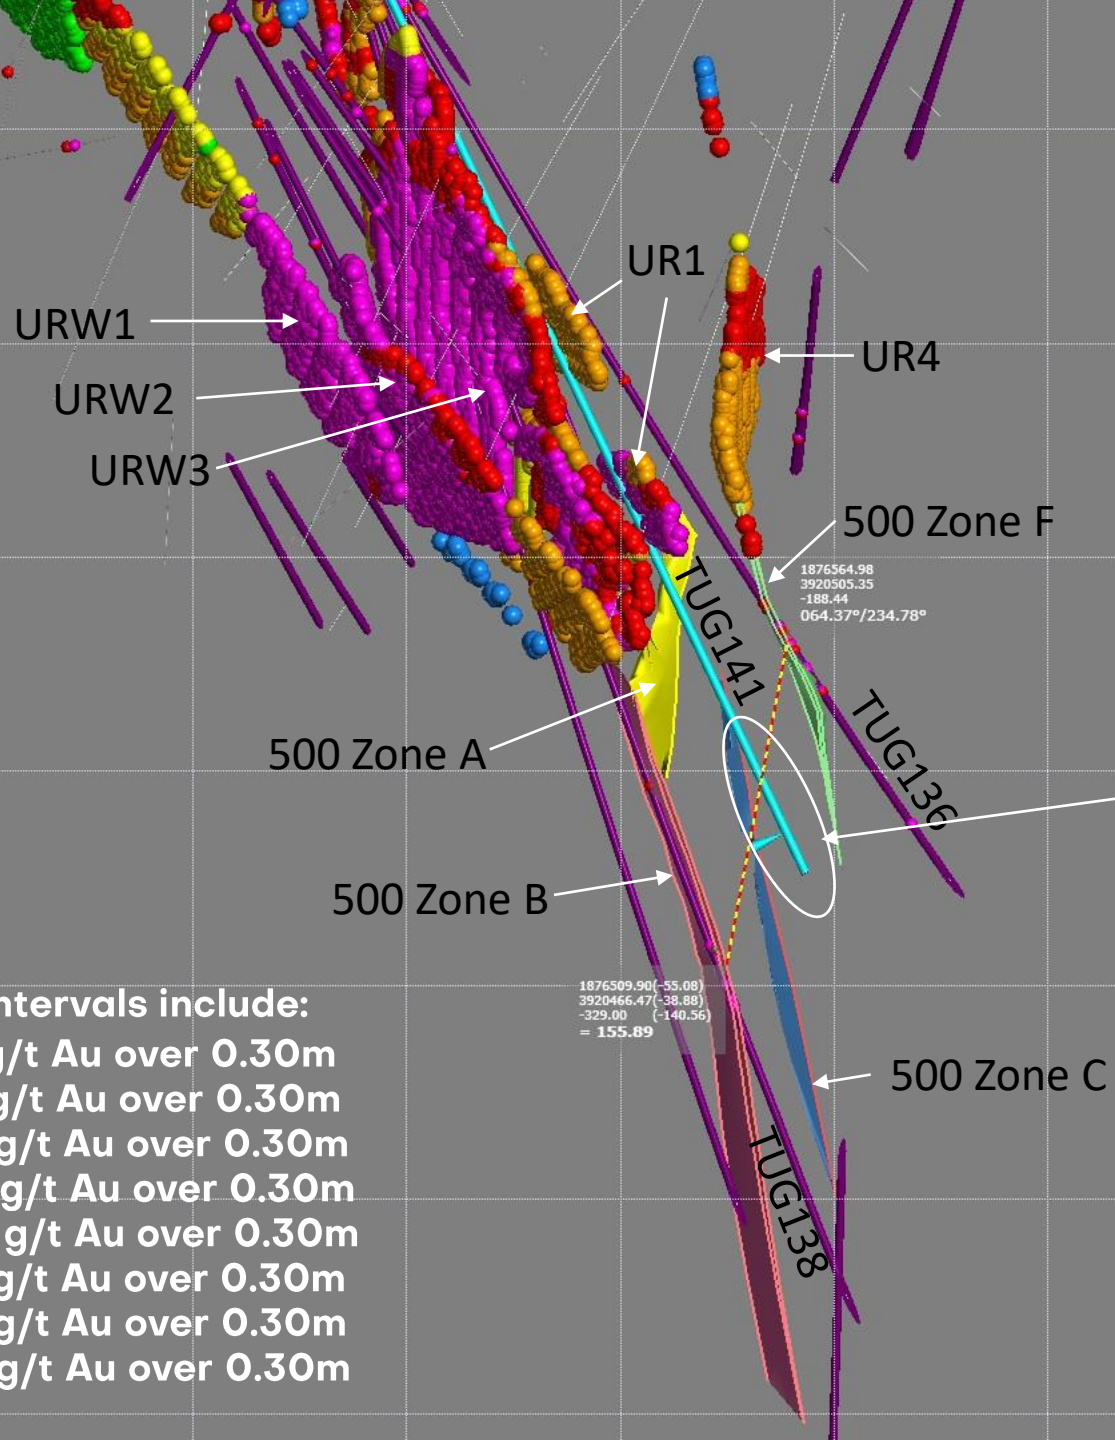 UR1
URW1
UR4
URW2
URW3
500 Zone F
1876564.98
3920505.35
-188.44
064.37°/234.78°
TUG141
TUG136
500 Zone A
500 Zone B
1876509.90(-55.08)
3920466.47(-38.88)
-329.00 (-140.56)
= 155.89
ntervals include:
g/t Au over 0.30m
g/t Au over 0.30m
g/t Au over 0.30m
g/t Au over 0.30m
g/t Au over 0.30m
g/t Au over 0.30m
g/t Au over 0.30m
g/t Au over 0.30m
500 Zone C
TUG138